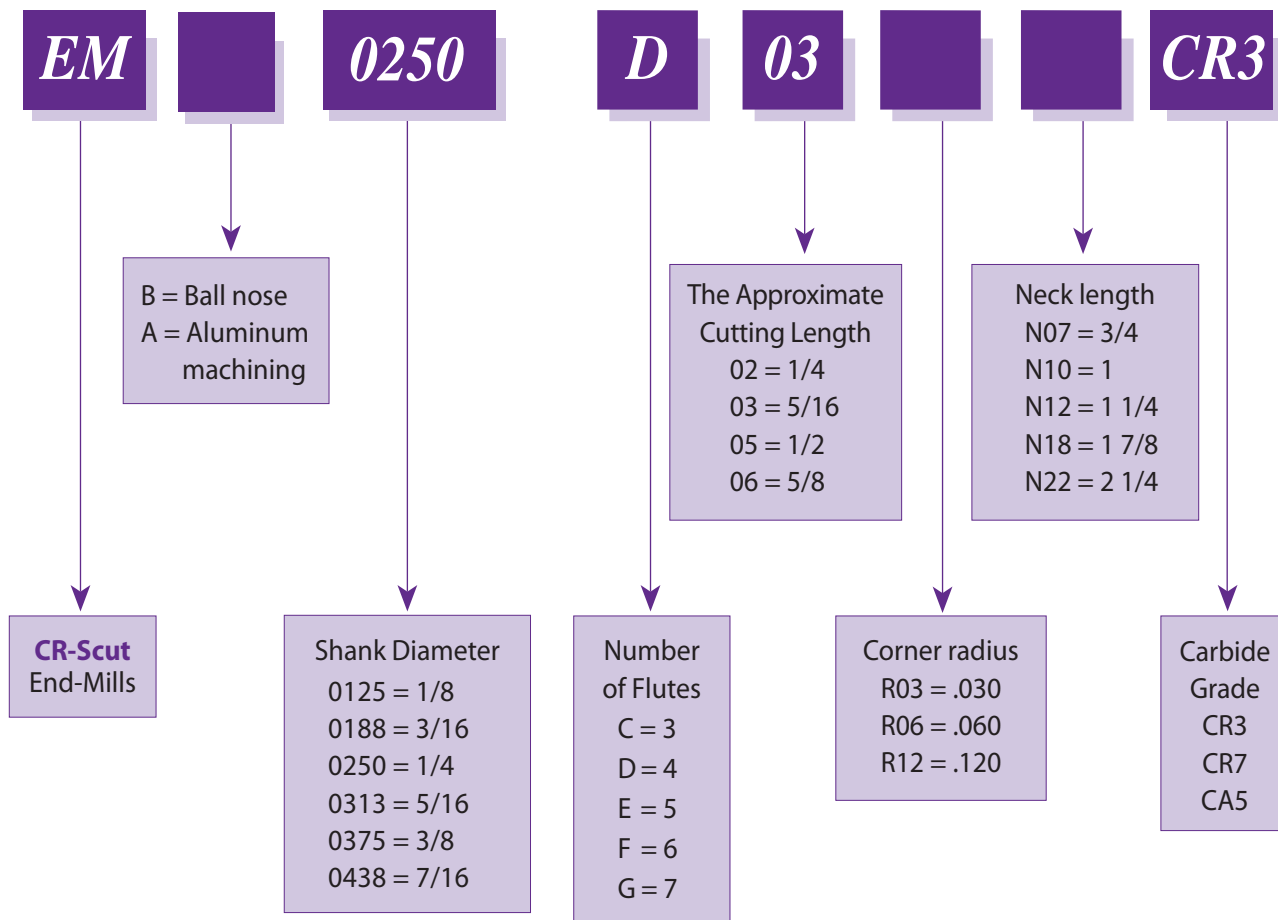 EM 0250 D 03 CR3
B = Ball nose
A = Aluminum
machining
The Approximate
Cutting Length
02 = 1/4
03 = 5/16
05 = 1/2
06 = 5/8
Neck length
N07 = 3/4
N10 = 1
N12 = 1 1/4
N18 = 1 7/8
N22 = 2 1/4
CR-Scut
End-Mills
Shank Diameter
0125 = 1/8
0188 = 3/16
0250 = 1/4
0313 = 5/16
0375 = 3/8
0438 = 7/16
Number
of Flutes
C = 3
D = 4
E = 5
F = 6
G = 7
Corner radius
R03 = .030
R06 = .060
R12 = .120
Carbide
Grade
CR3
CR7
CA5